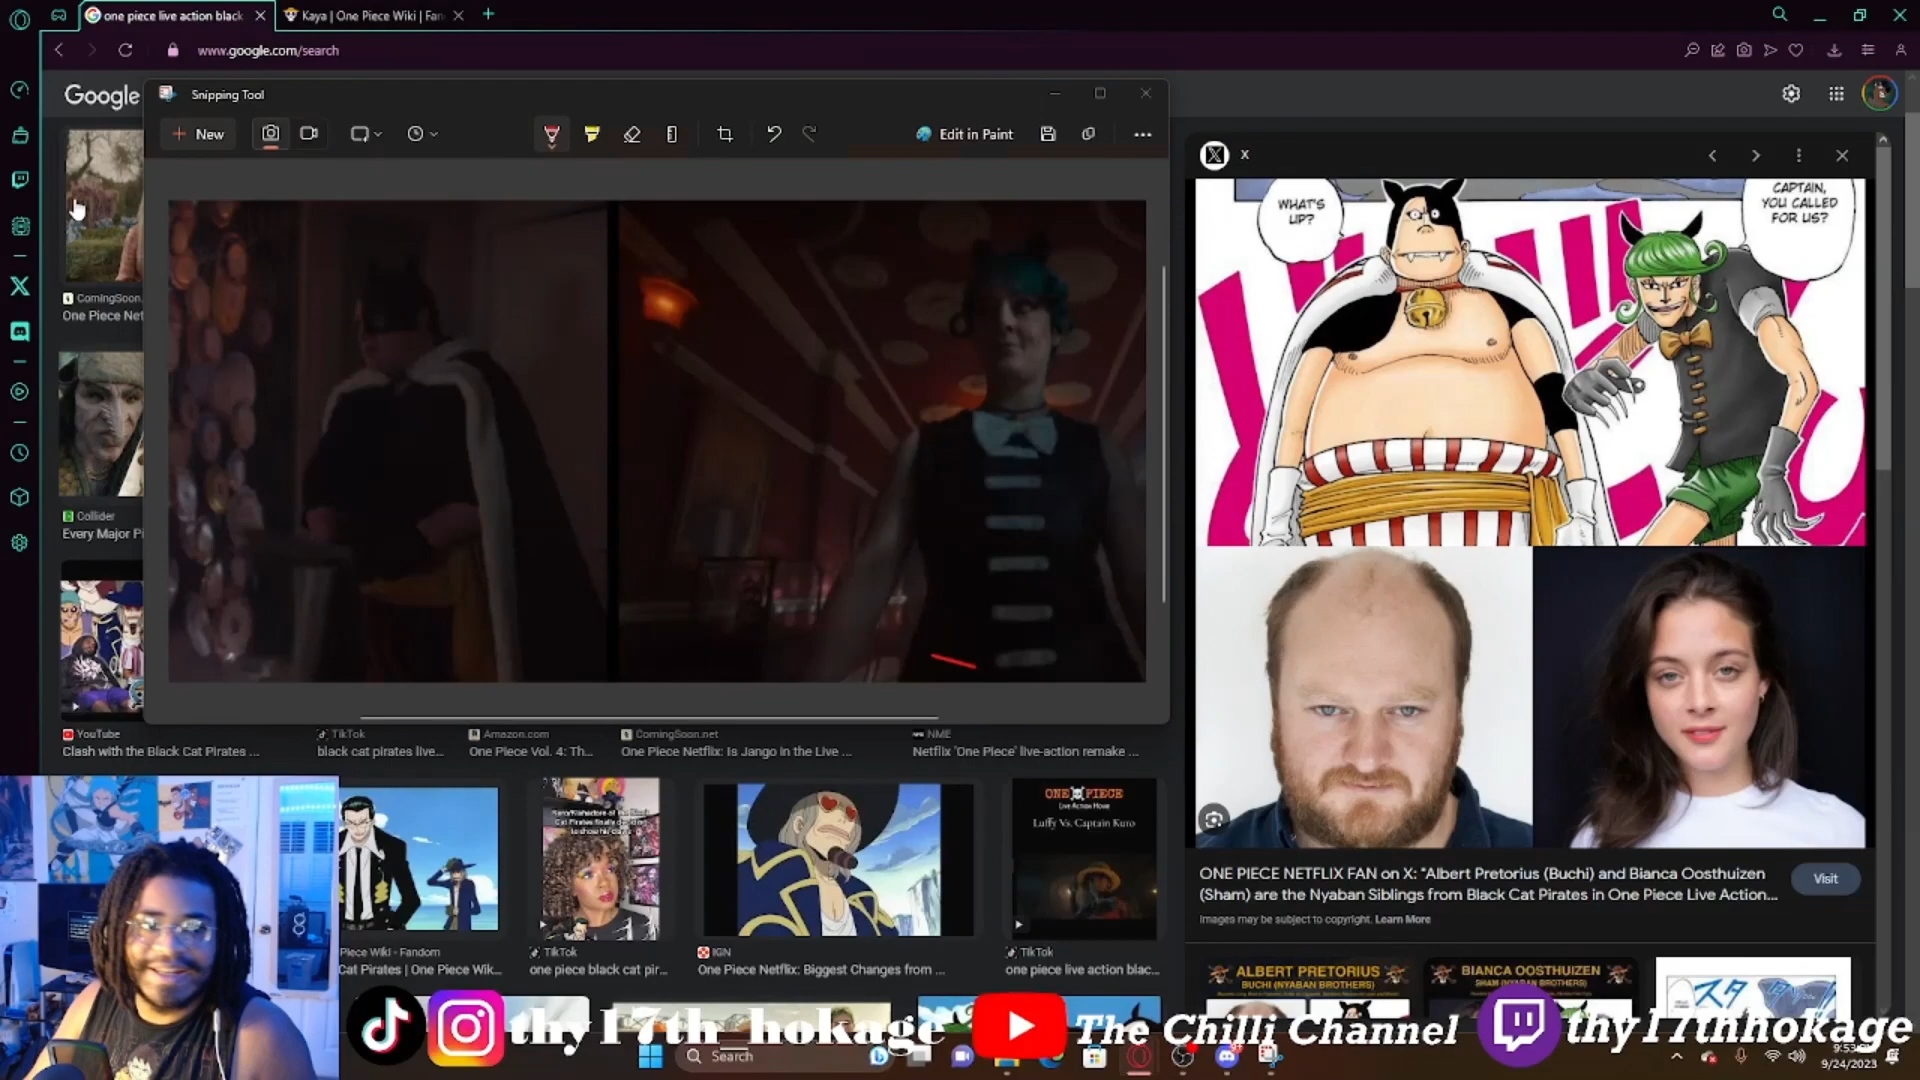 one piece live action black
Kaya | One Piece Wiki | Fan
www.google.com/search
Google
Snipping Tool
New
Edit in Paint
X
WHAT'S
UP?
CAPTAIN,
YOU CALLED
FOR US?
ComingSoon.
One Piece Net
Collider
Every Major Pi
YouTube
Clash with the Black Cat Pirates ...
TikTok
black cat pirates live...
Amazon.com
One Piece Vol. 4: Th...
ComingSoon.net
One Piece Netflix: Is Jango in the Live ...
NME
Netflix 'One Piece' live-action remake ...
ONE PIECE
LIVE ACTION MOVIE
Luffy Vs. Captain Kuro
ONE PIECE NETFLIX FAN on X: "Albert Pretorius (Buchi) and Bianca Oosthuizen
(Sham) are the Nyaban Siblings from Black Cat Pirates in One Piece Live Action...
Visit
Images may be subject to copyright. Learn More
Piece Wiki - Fandom
Cat Pirates | One Piece Wik...
TikTok
one piece black cat pir...
IGN
One Piece Netflix: Biggest Changes from ...
TikTok
one piece live action blac...
ALBERT PRETORIUS
BUCHI (NYABAN BROTHERS)
BIANCA OOSTHUIZEN
SHAM (NYABAN BROTHERS)
thy17th_hokage
The Chilli Channel
thy17thhokage
Search
9/24/2023